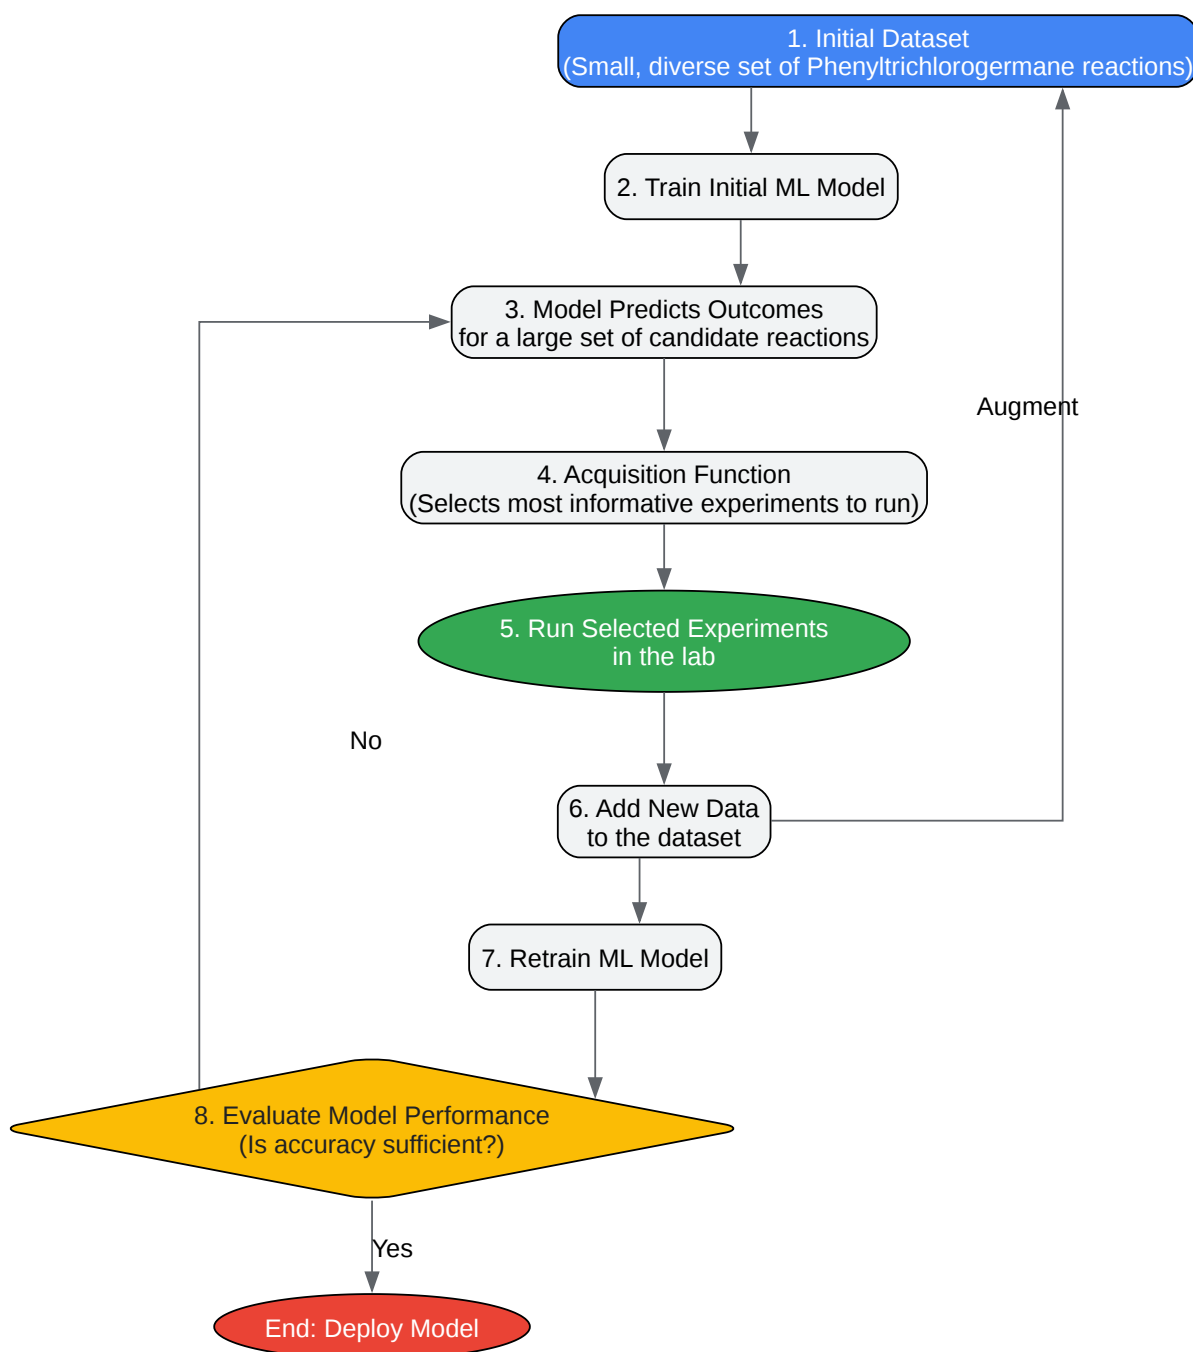 1. Initial Dataset
(Small, diverse set of Phenyltrichlorogermane reactions)
2. Train Initial ML Model
3. Model Predicts Outcomes
for a large set of candidate reactions
Augment
4. Acquisition Function
(Selects most informative experiments to run)
5. Run Selected Experiments
in the lab
No
6. Add New Data
to the dataset
7. Retrain ML Model
8. Evaluate Model Performance
(Is accuracy sufficient?)
Yes
End: Deploy Model